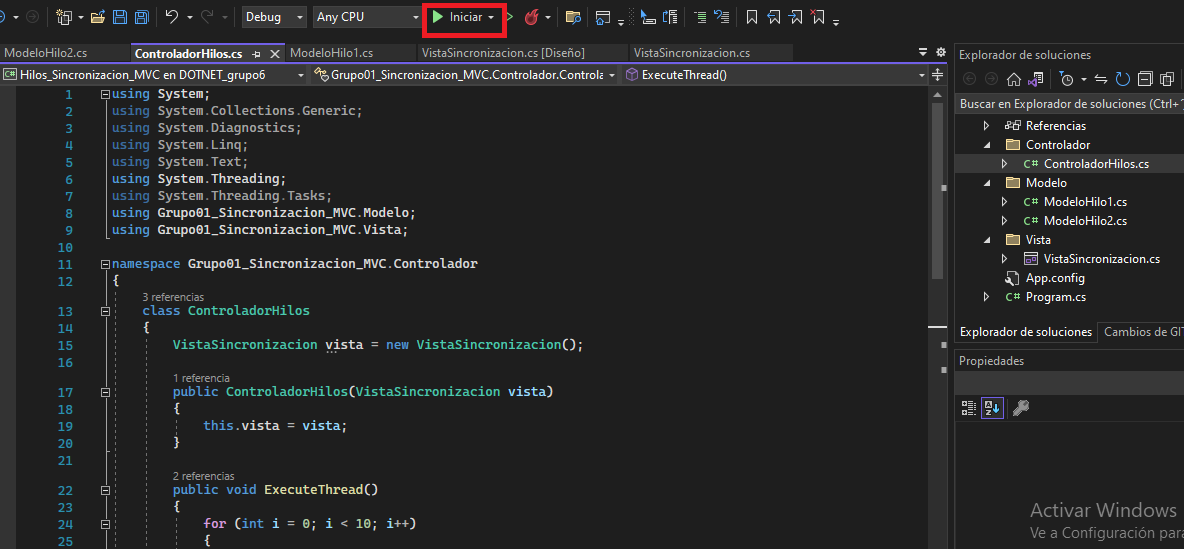 Debug Any CPU Iniciar
ModeloHilo2.cs ControladorHilos.cs ModeloHilo1.cs VistaSincronizacion.cs [Diseño] VistaSincronizacion.cs
Hilos_Sincronizacion_MVC en DOTNET_grupo6 Grupo01_Sincronizacion_MVC.Controlador.Controla ExecuteThread()
1 using System;
2 using System.Collections.Generic;
3 using System.Diagnostics;
4 using System.Linq;
5 using System.Text;
6 using System.Threading;
7 using System.Threading.Tasks;
8 using Grupo01_Sincronizacion_MVC.Modelo;
9 using Grupo01_Sincronizacion_MVC.Vista;
10
11 namespace Grupo01_Sincronizacion_MVC.Controlador
12 {
3 referencias
13 class ControladorHilos
14 {
15 VistaSincronizacion vista = new VistaSincronizacion();
16
1 referencia
17 public ControladorHilos(VistaSincronizacion vista)
18 {
19 this.vista = vista;
20 }
21
2 referencias
22 public void ExecuteThread()
23 {
24 for (int i = 0; i < 10; i++)
25 {
Explorador de soluciones
Buscar en Explorador de soluciones (Ctrl+
Referencias
Controlador
C# ControladorHilos.cs
Modelo
C# ModeloHilo1.cs
C# ModeloHilo2.cs
Vista
VistaSincronizacion.cs
App.config
C# Program.cs
Explorador de soluciones Cambios de GIT
Propiedades
Activar Windows
Ve a Configuración para